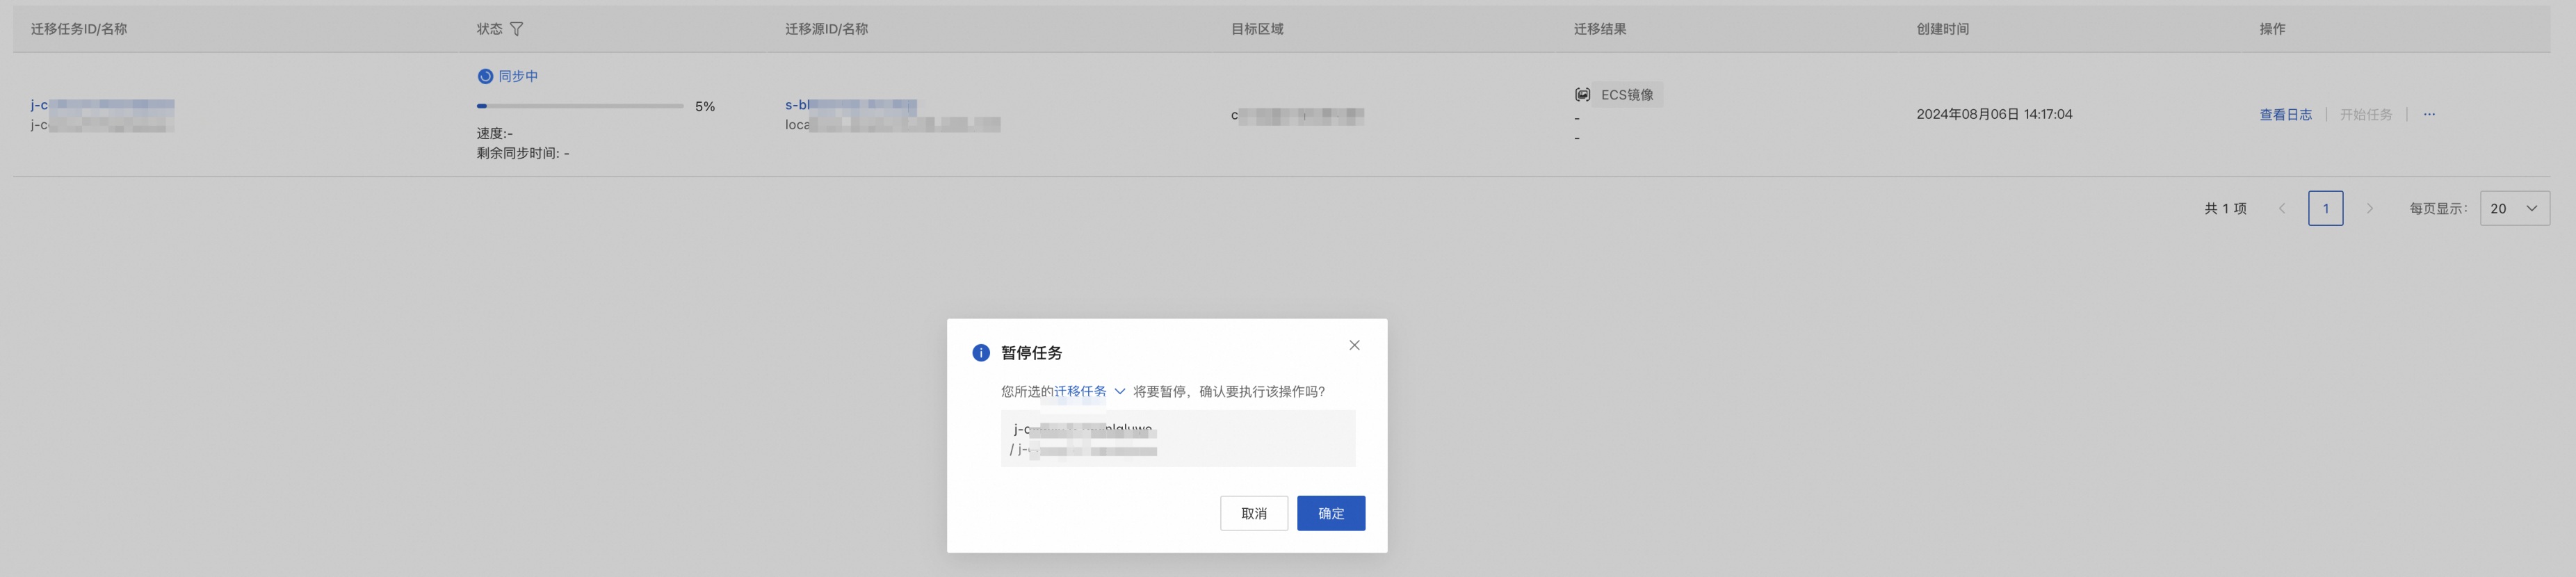 迁移任务ID/名称 状态 迁移源ID/名称 目标区域 迁移结果 创建时间 操作
同步中
5%
速度:-
剩余同步时间: -
j-c
j-c
s-bl
loca
c
ECS镜像
-
-
2024年08月06日 14:17:04
查看日志 开始任务 ...
共 1 项 1 每页显示: 20
暂停任务
您所选的迁移任务 将要暂停，确认要执行该操作吗?
/ j-
取消 确定